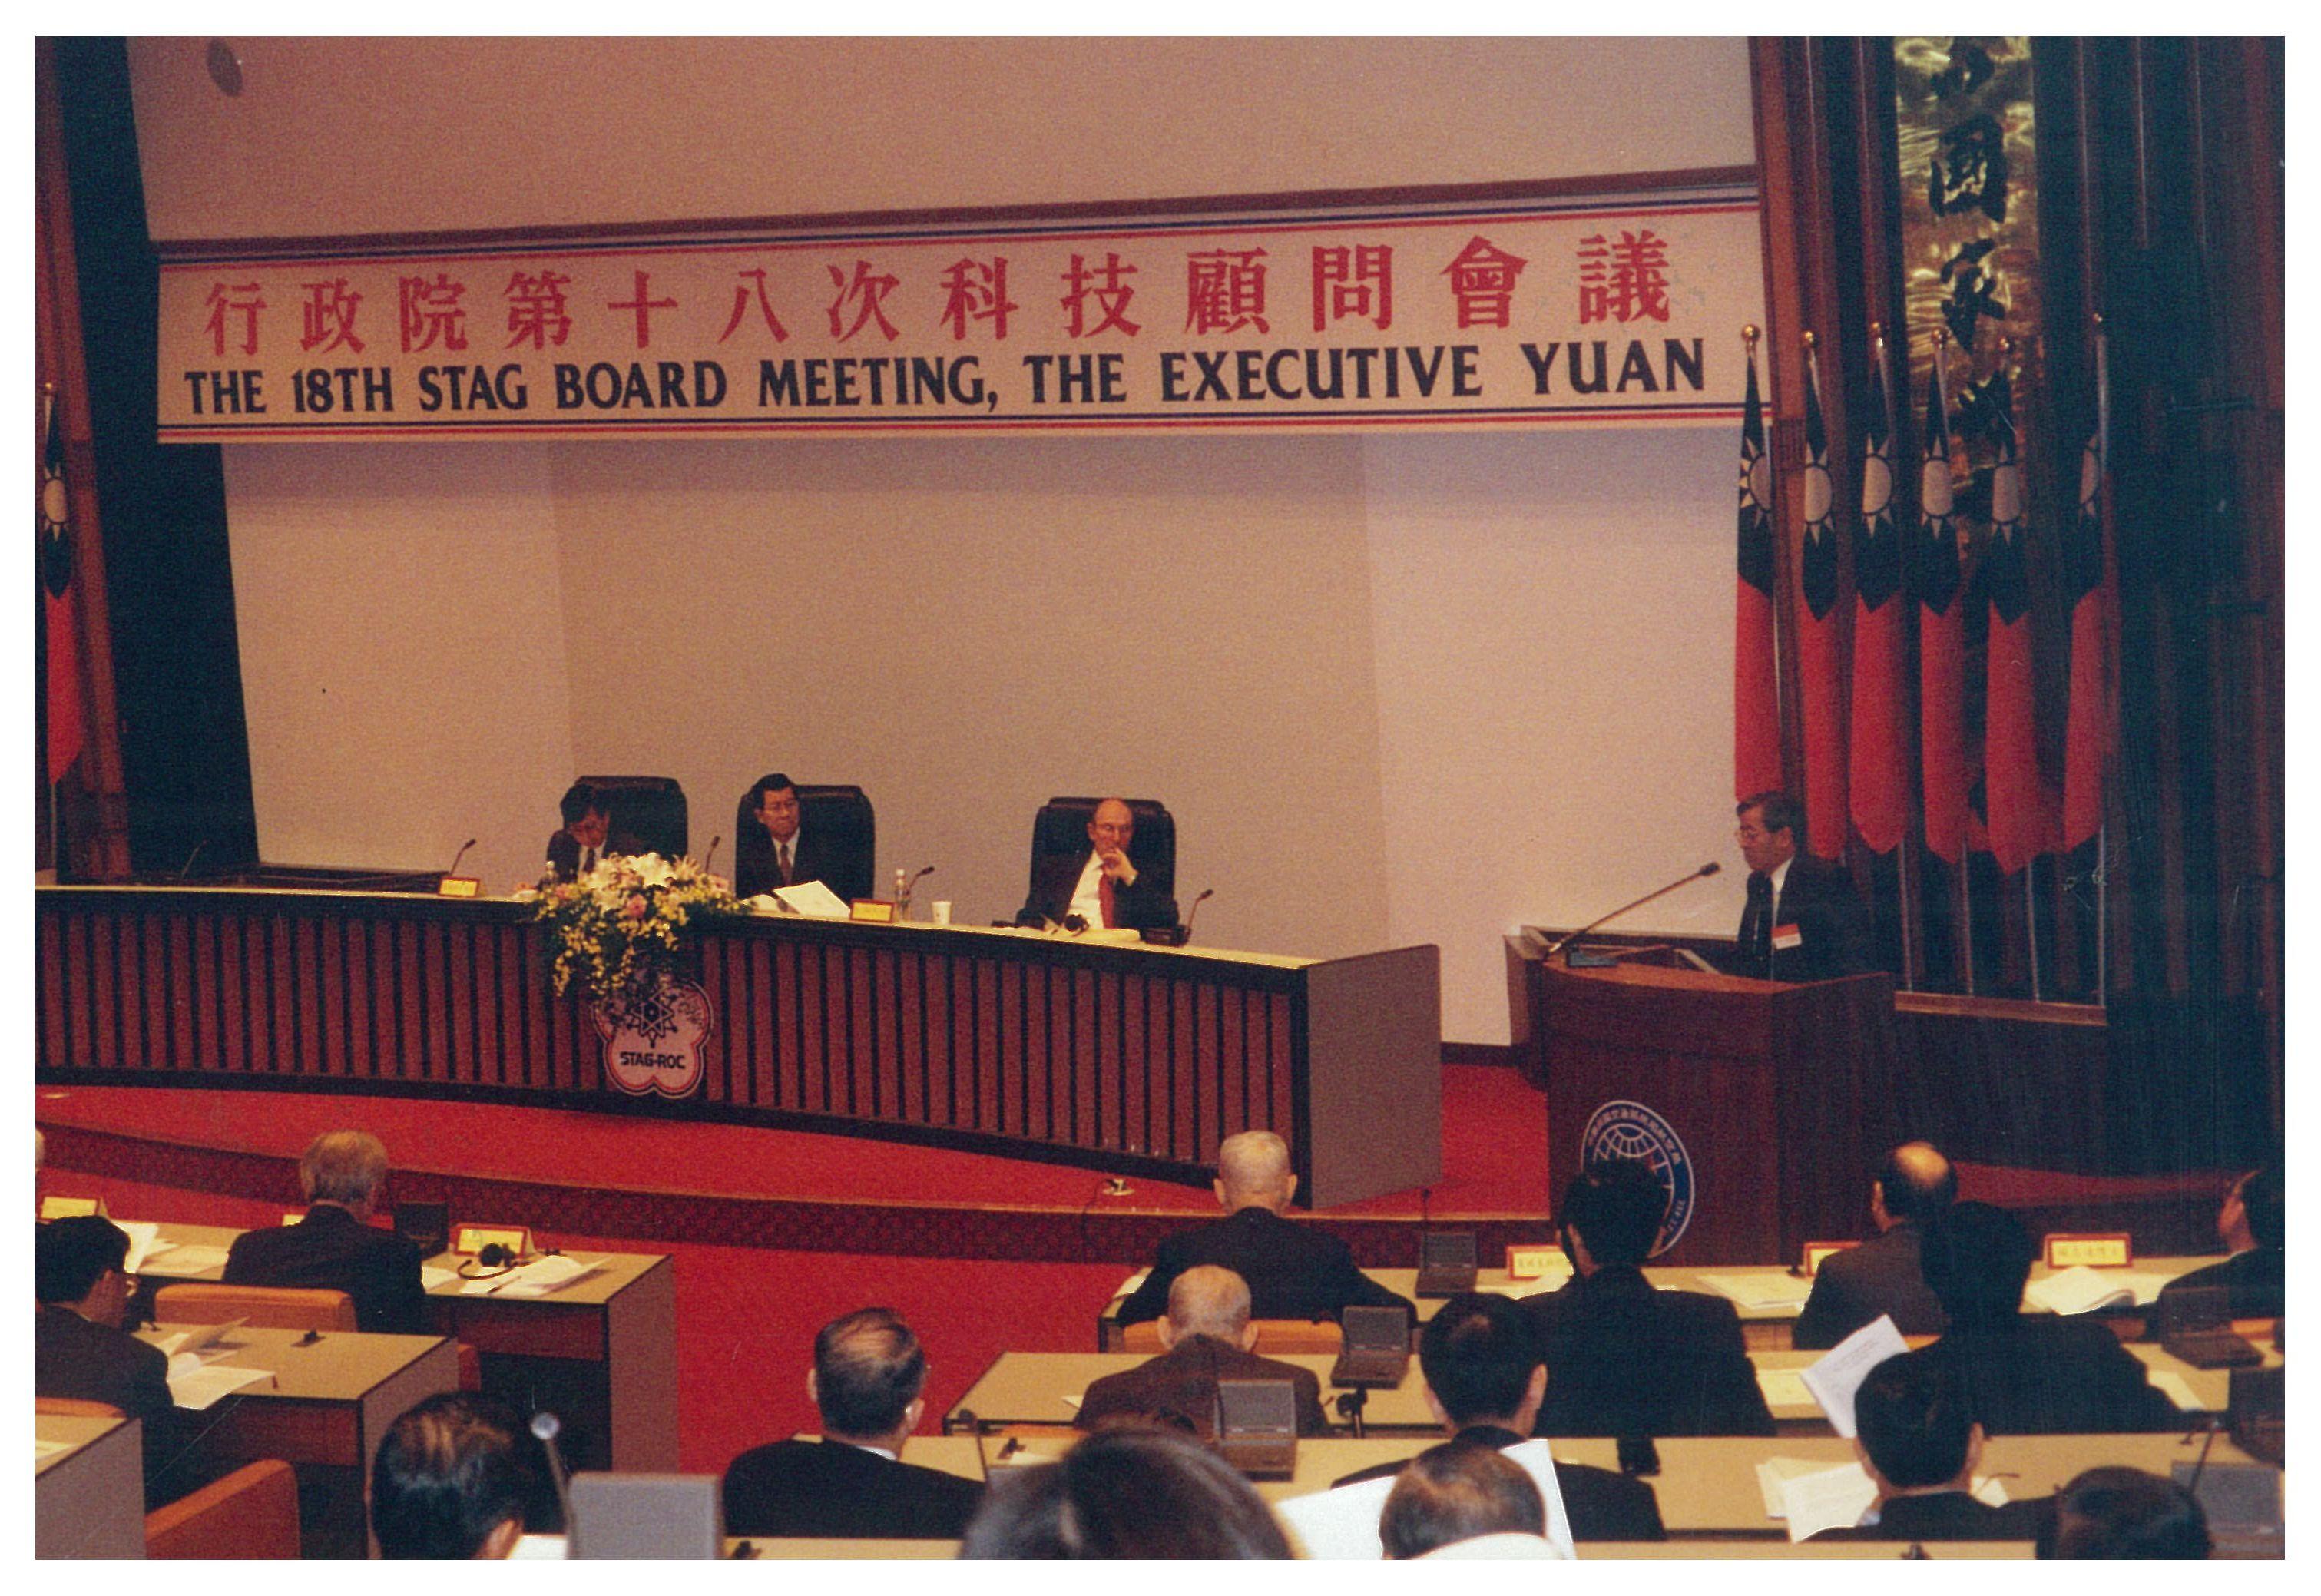 行政院第十八次科技顧問會議
THE 18TH STAG BOARD MEETING, THE EXECUTIVE YUAN
STAG-ROC